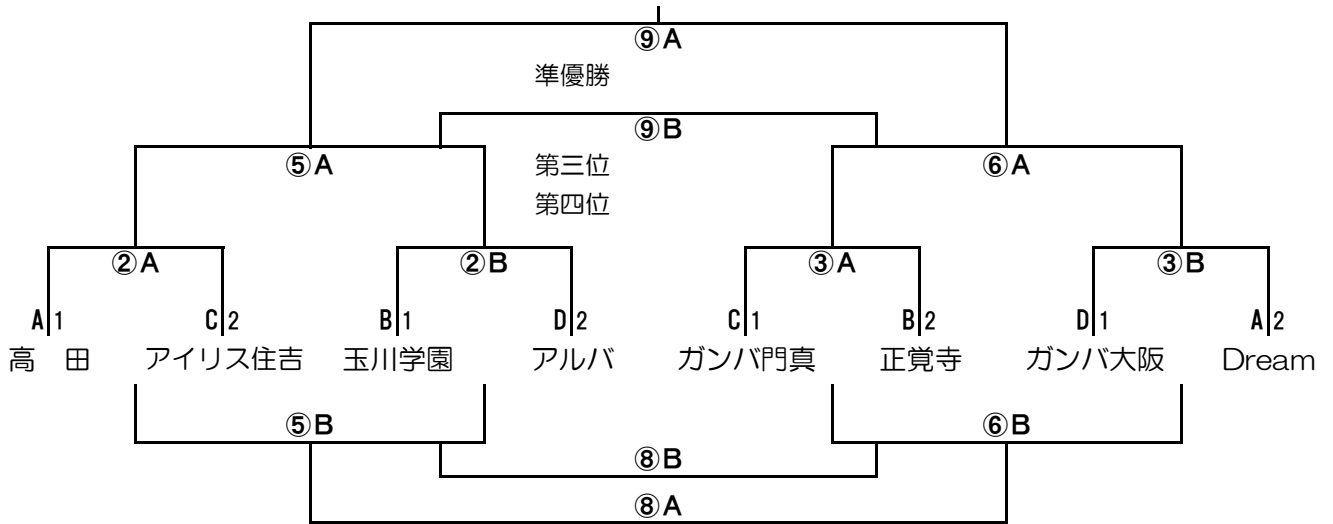 ⑨A
準優勝
⑨B
⑤A 第三位 ⑥A
第四位
②A ②B ③A ③B
A 1 C 2 B 1 D 2 C 1 B 2 D 1 A 2
高 田 アイリス住吉 玉川学園 アルバ ガンバ門真 正覚寺 ガンバ大阪 Dream
⑤B ⑥B
⑧B
⑧A